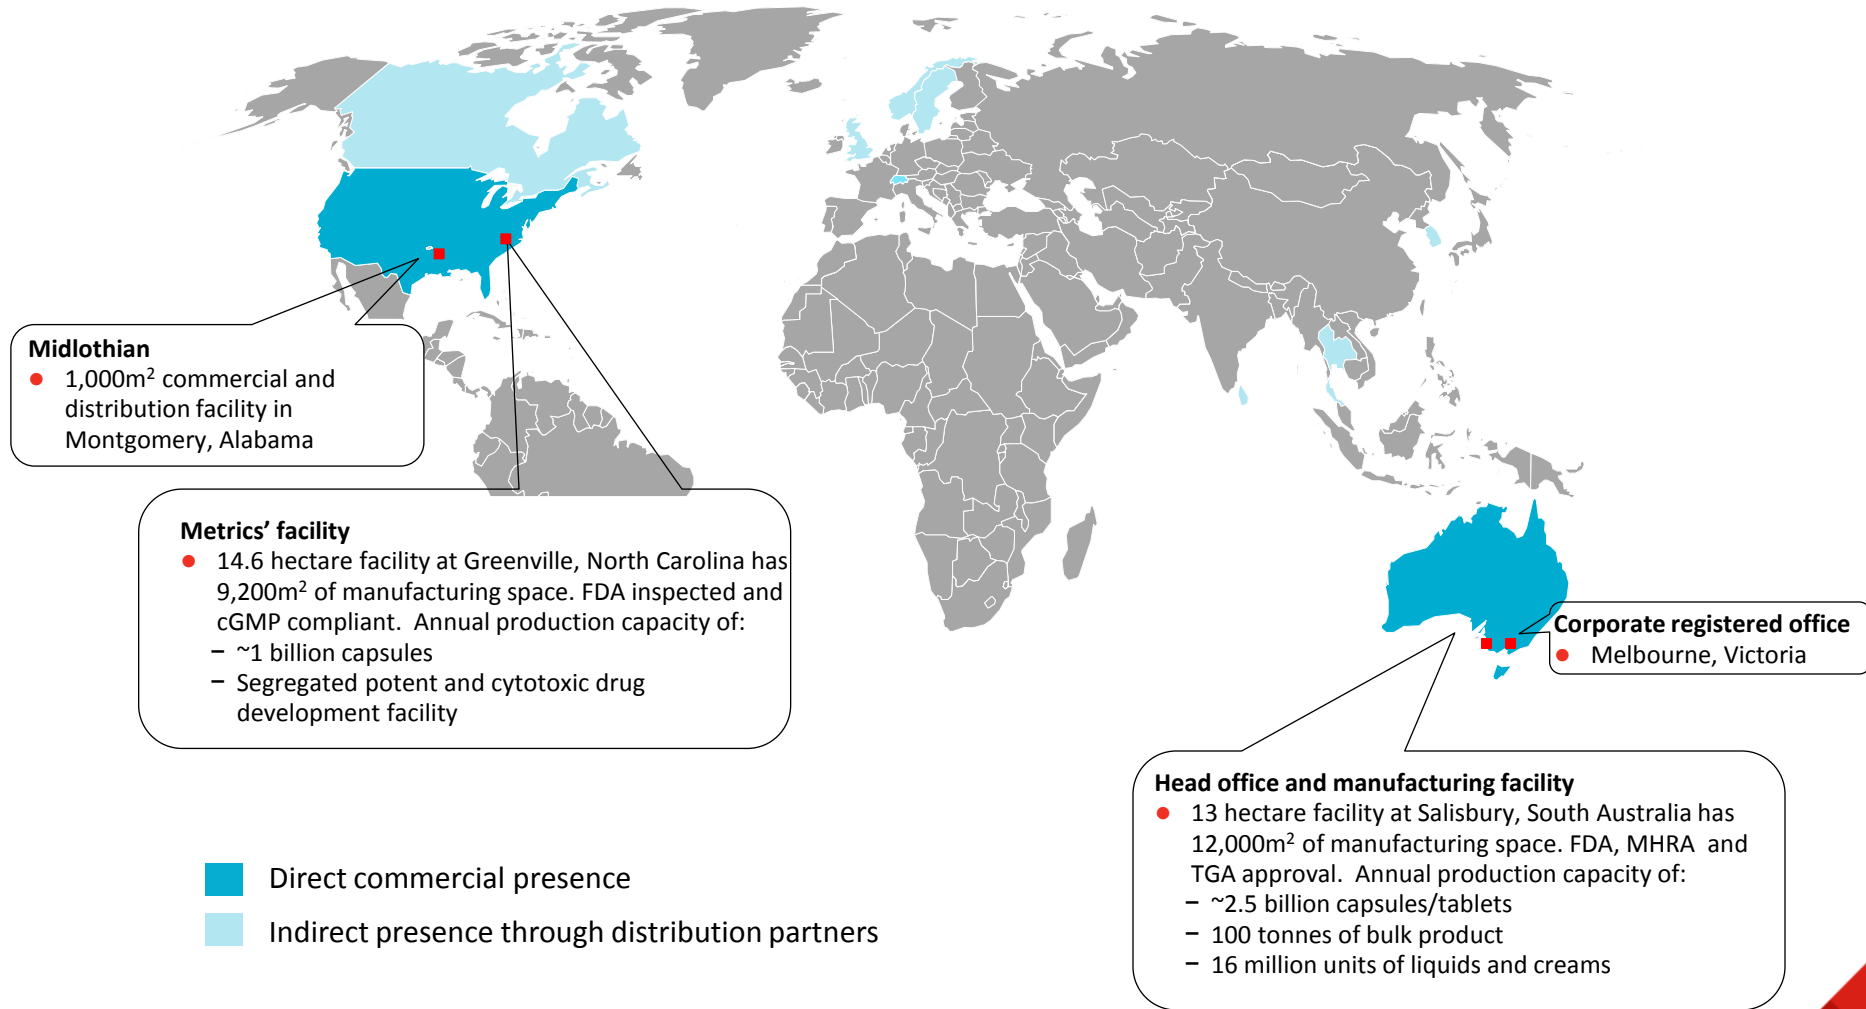 Midlothian
● 1,000m² commercial and
distribution facility in
Montgomery, Alabama
Metrics’ facility
● 14.6 hectare facility at Greenville, North Carolina has
9,200m² of manufacturing space. FDA inspected and
cGMP compliant. Annual production capacity of:
− ~1 billion capsules
− Segregated potent and cytotoxic drug
development facility
Corporate registered office
● Melbourne, Victoria
Head office and manufacturing facility
● 13 hectare facility at Salisbury, South Australia has
12,000m² of manufacturing space. FDA, MHRA and
TGA approval. Annual production capacity of:
− ~2.5 billion capsules/tablets
− 100 tonnes of bulk product
− 16 million units of liquids and creams
Direct commercial presence
Indirect presence through distribution partners